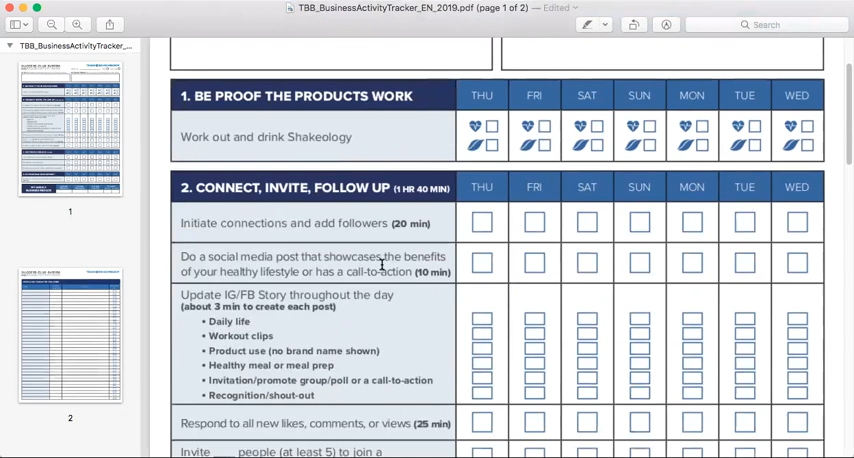 TBB_BusinessActivityTracker_EN_2019.pdf (page 1 of 2) — Edited
Search
TBB_BusinessActivityTracker_...
1
2
1. BE PROOF THE PRODUCTS WORK THU FRI SAT SUN MON TUE WED
Work out and drink Shakeology
2. CONNECT, INVITE, FOLLOW UP (1 HR 40 MIN) THU FRI SAT SUN MON TUE WED
Initiate connections and add followers (20 min)
Do a social media post that showcases the benefits
of your healthy lifestyle or has a call-to-action (10 min)
Update IG/FB Story throughout the day
(about 3 min to create each post)
• Daily life
• Workout clips
• Product use (no brand name shown)
• Healthy meal or meal prep
• Invitation/promote group/poll or a call-to-action
• Recognition/shout-out
Respond to all new likes, comments, or views (25 min)
Invite ___ people (at least 5) to join a